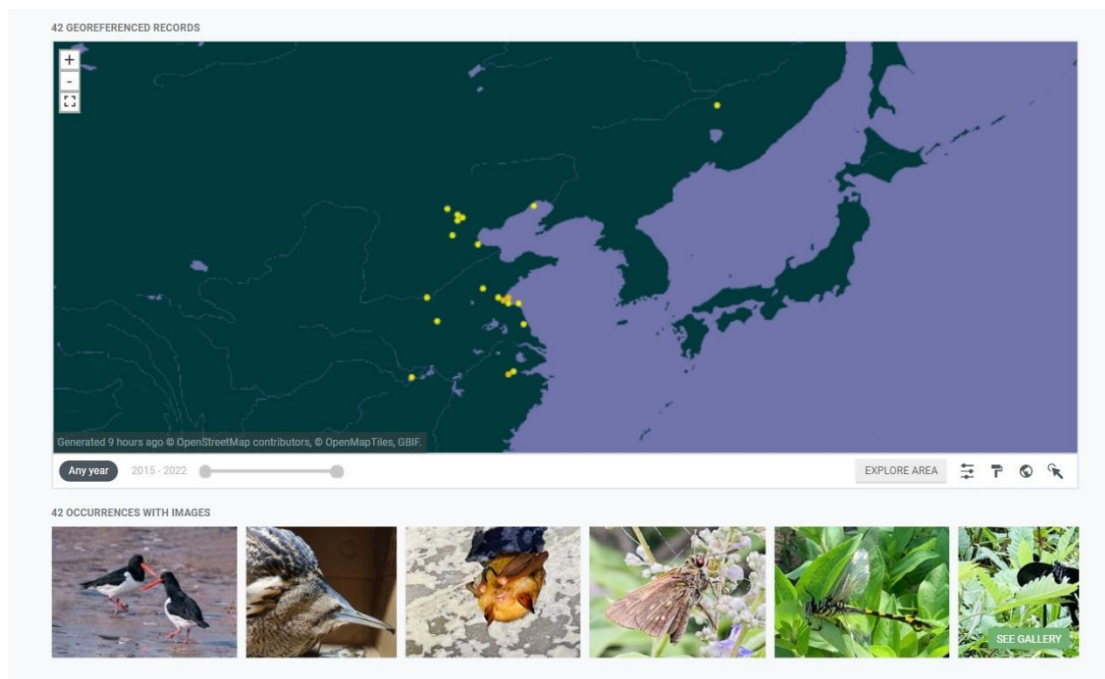 42 GEOREFERENCED RECORDS
+
-
Generated 9 hours ago © OpenStreetMap contributors, © OpenMapTiles, GBIF.
Any year 2015 - 2022 EXPLORE AREA
42 OCCURRENCES WITH IMAGES
SEE GALLERY